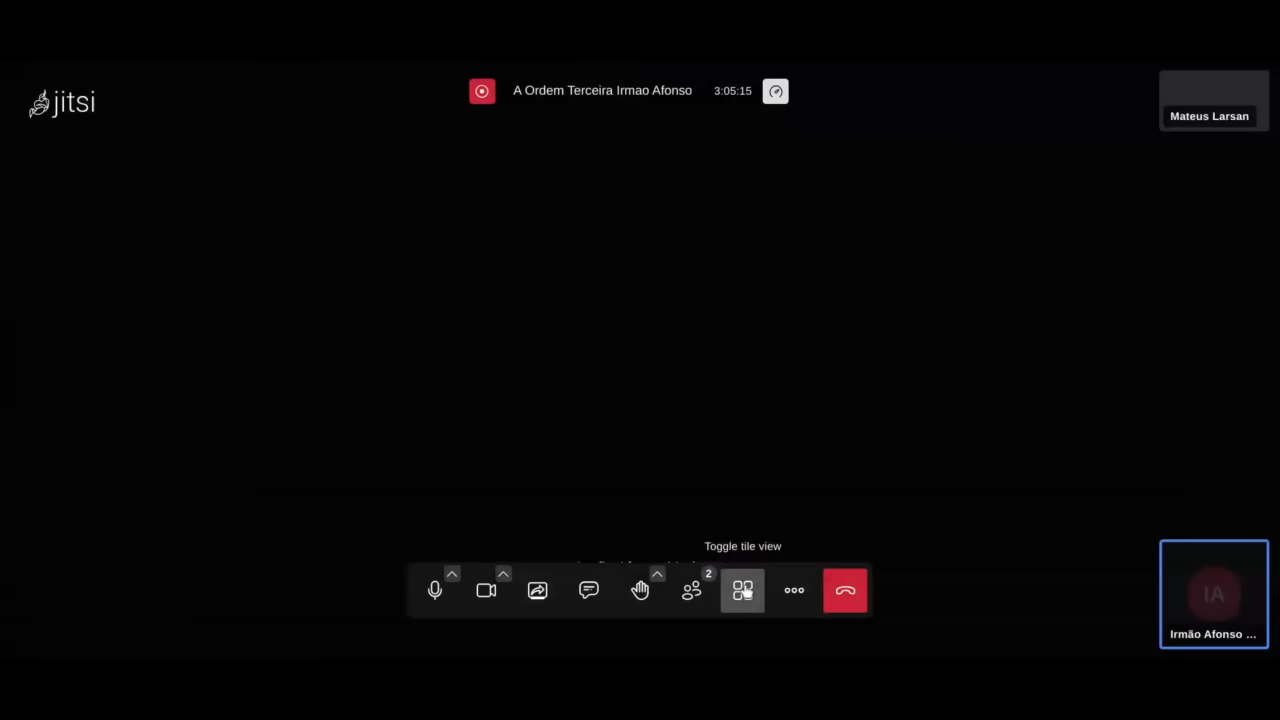 jitsi
A Ordem Terceira Irmao Afonso 3:05:15
Mateus Larsan
Toggle tile view
2
IA
Irmão Afonso ...